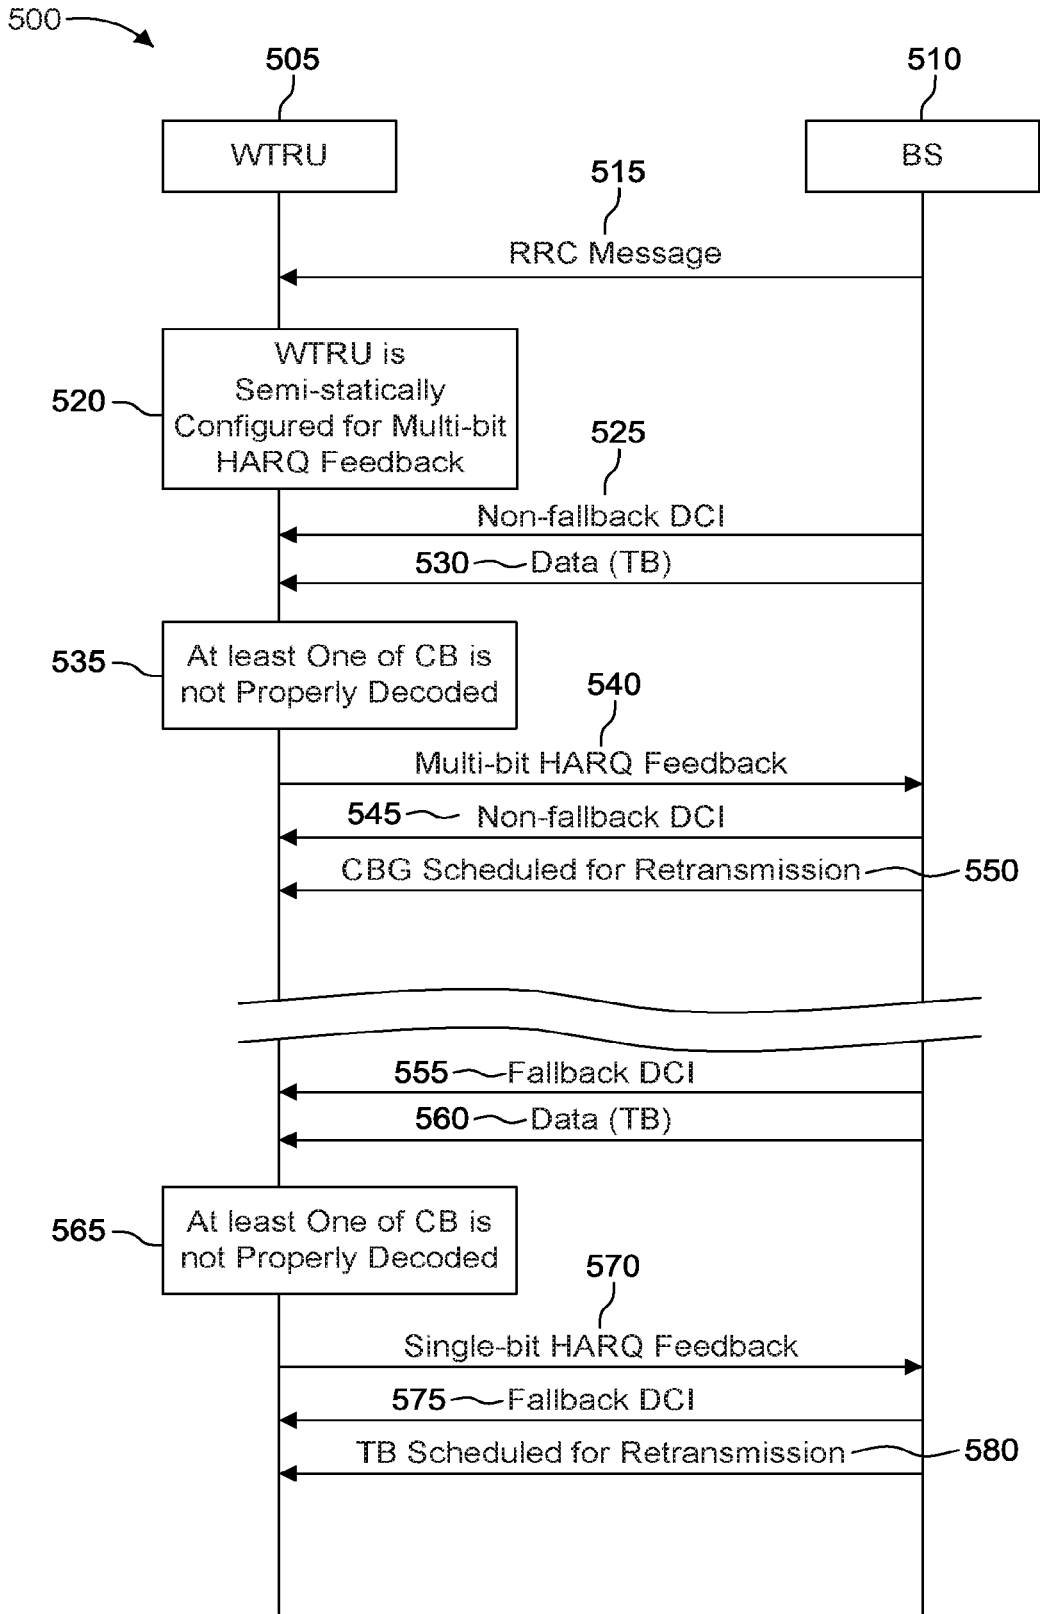 500
505
510
WTRU
BS
515
RRC Message
WTRU is
Semi-statically
Configured for Multi-bit
HARQ Feedback
520
525
Non-fallback DCI
530
Data (TB)
At least One of CB is
not Properly Decoded
535
540
Multi-bit HARQ Feedback
545
Non-fallback DCI
CBG Scheduled for Retransmission
550
555
Fallback DCI
560
Data (TB)
At least One of CB is
not Properly Decoded
565
570
Single-bit HARQ Feedback
575
Fallback DCI
TB Scheduled for Retransmission
580